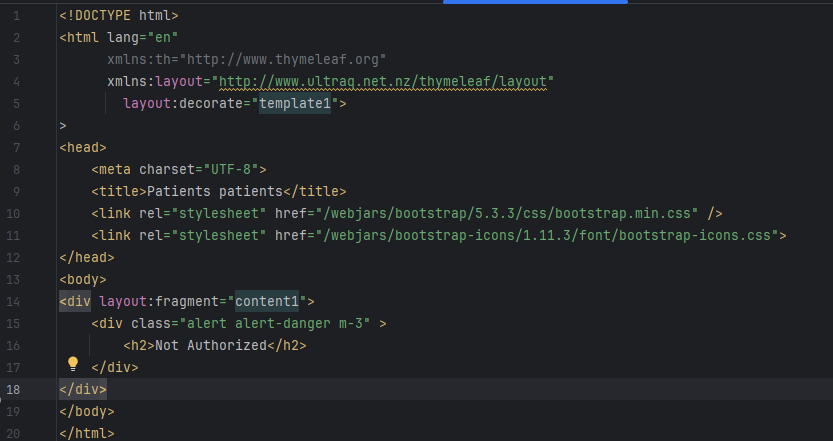 1 <!DOCTYPE html>
2 <html lang="en"
3       xmlns:th="http://www.thymeleaf.org"
4       xmlns:layout="http://www.ultraq.net.nz/thymeleaf/layout"
5         layout:decorate="template1">
6 >
7 <head>
8     <meta charset="UTF-8">
9     <title>Patients patients</title>
10     <link rel="stylesheet" href="/webjars/bootstrap/5.3.3/css/bootstrap.min.css" />
11     <link rel="stylesheet" href="/webjars/bootstrap-icons/1.11.3/font/bootstrap-icons.css">
12 </head>
13 <body>
14 <div layout:fragment="content1">
15     <div class="alert alert-danger m-3" >
16         <h2>Not Authorized</h2>
17     </div>
18 </div>
19 </body>
20 </html>